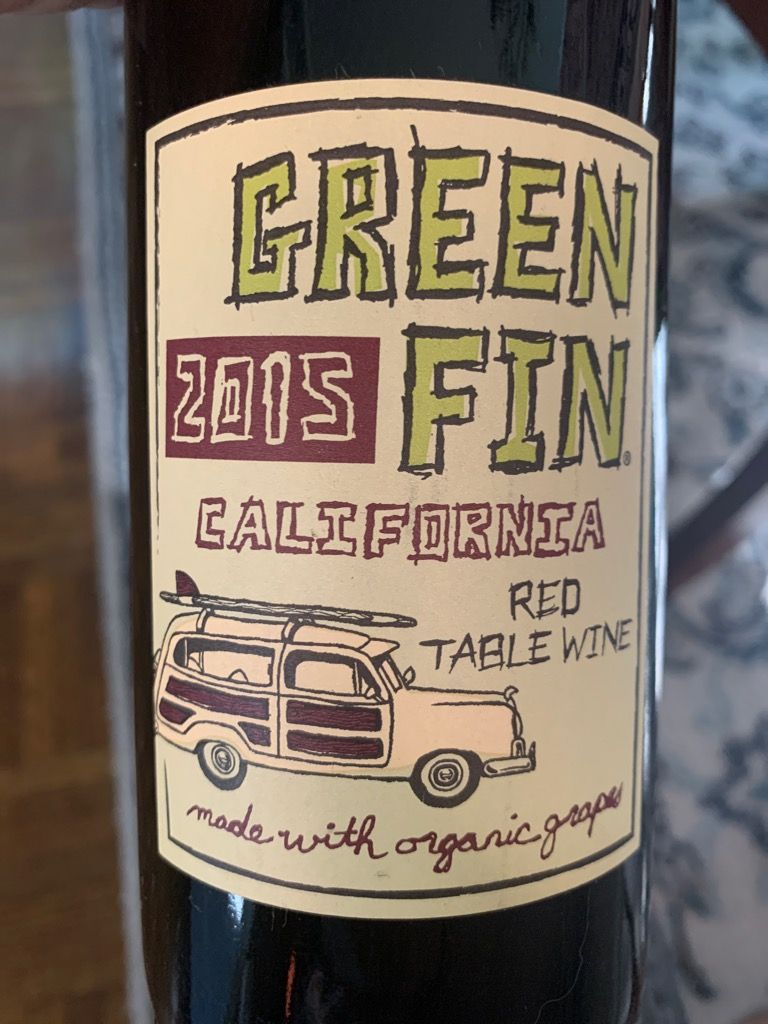 GREEN
2015 FIN®
CALIFORNIA
RED
TABLE WINE
made with organic grapes